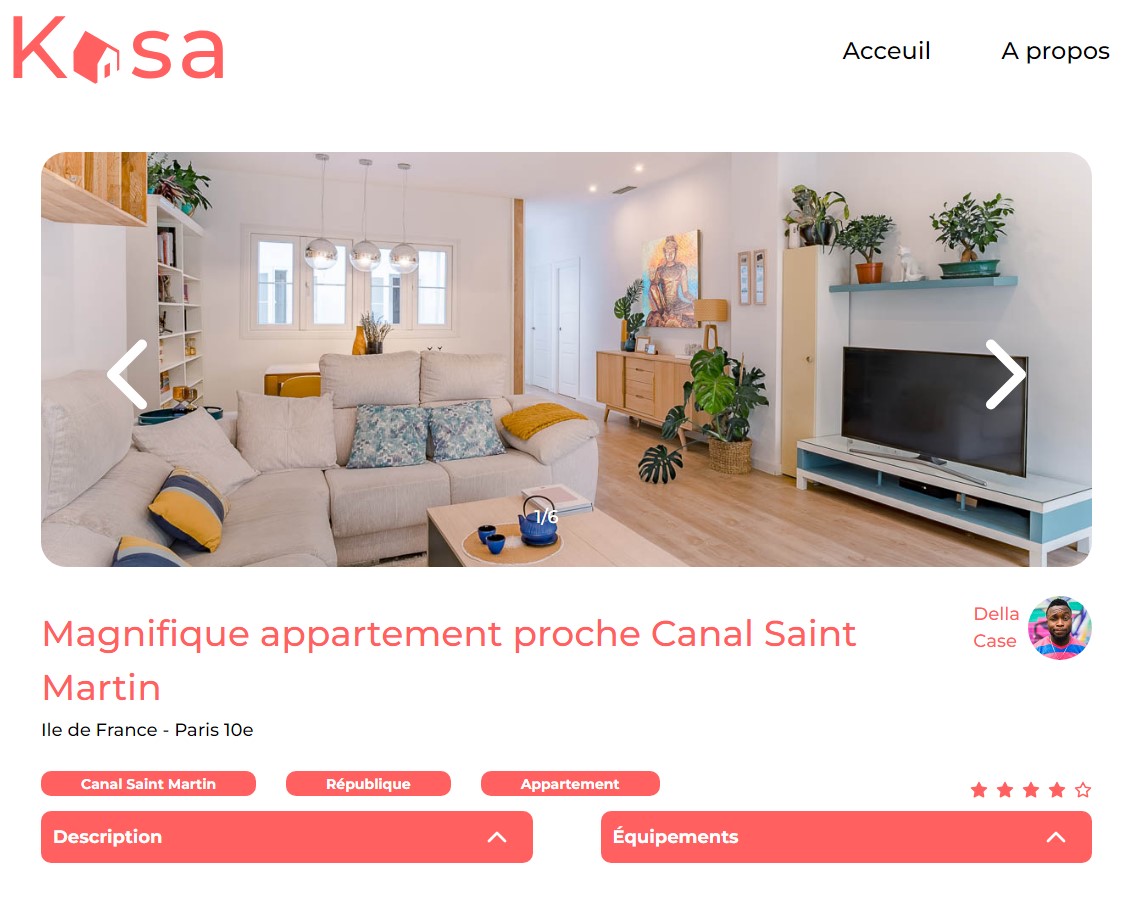 Kasa
Acceuil
A propos
1/6
Magnifique appartement proche Canal Saint
Martin
Della
Case
Ile de France - Paris 10e
Canal Saint Martin
République
Appartement
Description
Équipements